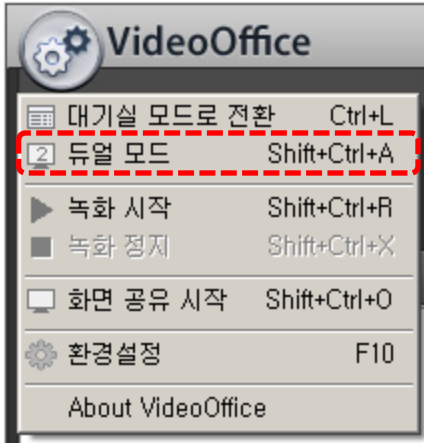 VideoOffice
대기실 모드로 전환 Ctrl+L
2 듀얼 모드 Shift+Ctrl+A
녹화 시작 Shift+Ctrl+R
녹화 정지 Shift+Ctrl+X
화면 공유 시작 Shift+Ctrl+O
환경설정 F10
About VideoOffice